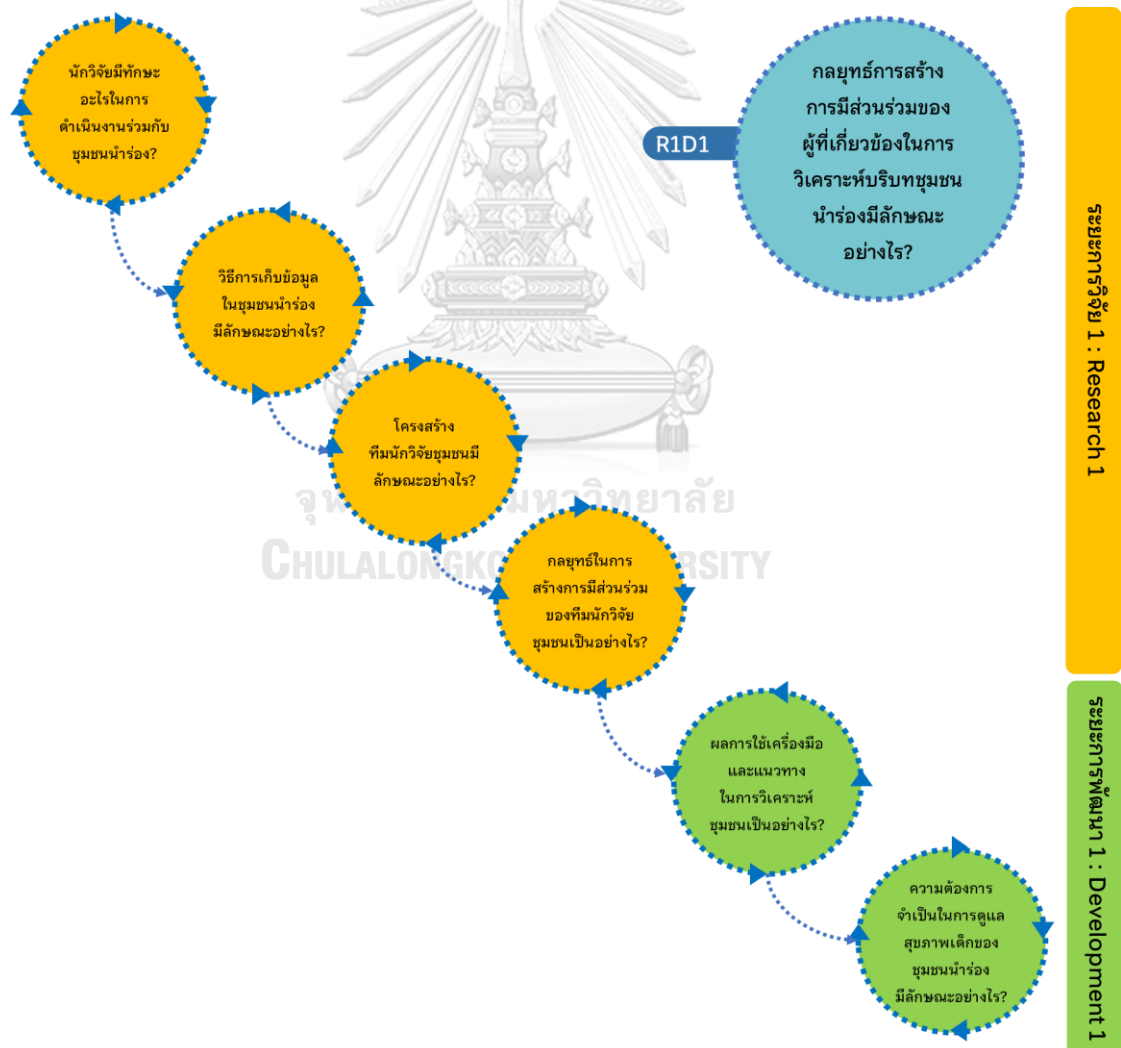 นักวิจัยมีทักษะ
อะไรในการ
ดำเนินงานร่วมกับ
ชุมชนนำร่อง?
R1D1
กลยุทธ์การสร้าง
การมีส่วนร่วมของ
ผู้ที่เกี่ยวข้องในการ
วิเคราะห์บริบทชุมชน
นำร่องมีลักษณะ
อย่างไร?
วิธีการเก็บข้อมูล
ในชุมชนนำร่อง
มีลักษณะอย่างไร?
โครงสร้าง
ทีมนักวิจัยชุมชนมี
ลักษณะอย่างไร?
กลยุทธ์ในการ
สร้างการมีส่วนร่วม
ของทีมนักวิจัย
ชุมชนเป็นอย่างไร?
ผลการใช้เครื่องมือ
และแนวทาง
ในการวิเคราะห์
ชุมชนเป็นอย่างไร?
ความต้องการ
จำเป็นในการดูแล
สุขภาพเด็กของ
ชุมชนนำร่อง
มีลักษณะอย่างไร?
ระยะการวิจัย 1 : Research 1
ระยะการพัฒนา 1 : Development 1